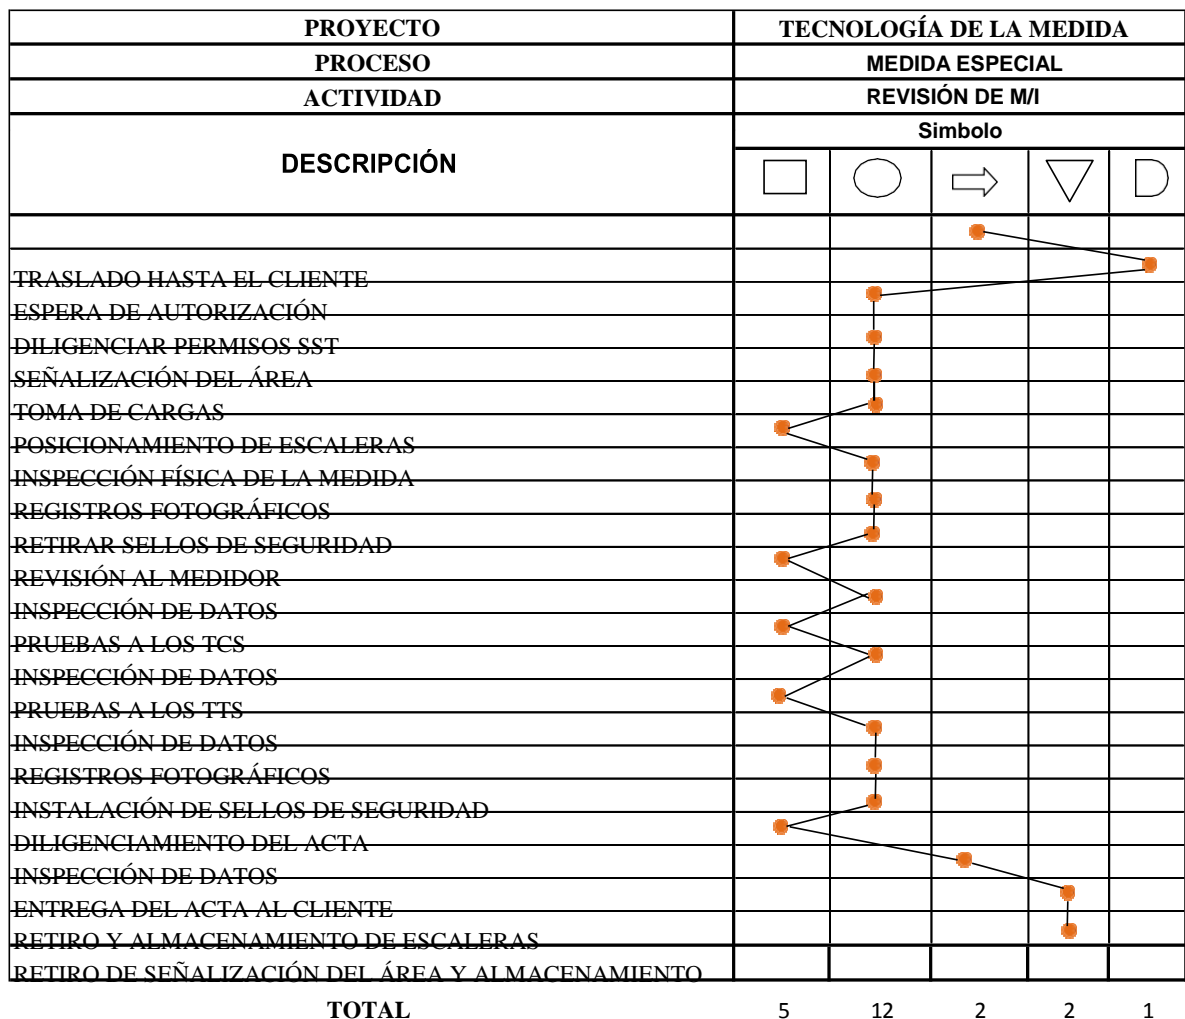 PROYECTO TECNOLOGÍA DE LA MEDIDA
PROCESO MEDIDA ESPECIAL
ACTIVIDAD REVISIÓN DE M/I
DESCRIPCIÓN Simbolo
TRASLADO HASTA EL CLIENTE
ESPERA DE AUTORIZACIÓN
DILIGENCIAR PERMISOS SST
SEÑALIZACIÓN DEL ÁREA
TOMA DE CARGAS
POSICIONAMIENTO DE ESCALERAS
INSPECCIÓN FÍSICA DE LA MEDIDA
REGISTROS FOTOGRÁFICOS
RETIRAR SELLOS DE SEGURIDAD
REVISIÓN AL MEDIDOR
INSPECCIÓN DE DATOS
PRUEBAS A LOS TCS
INSPECCIÓN DE DATOS
PRUEBAS A LOS TTS
INSPECCIÓN DE DATOS
REGISTROS FOTOGRÁFICOS
INSTALACIÓN DE SELLOS DE SEGURIDAD
DILIGENCIAMIENTO DEL ACTA
INSPECCIÓN DE DATOS
ENTREGA DEL ACTA AL CLIENTE
RETIRO Y ALMACENAMIENTO DE ESCALERAS
RETIRO DE SEÑALIZACIÓN DEL ÁREA Y ALMACENAMIENTO
TOTAL 5 12 2 2 1